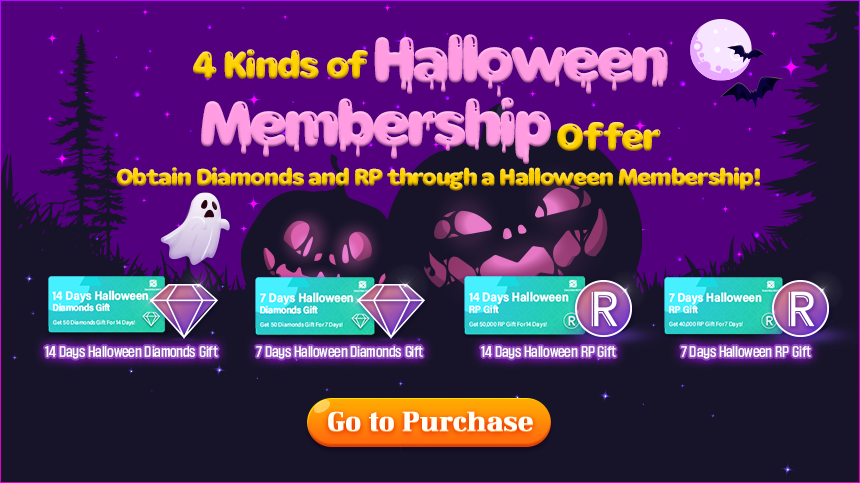 4 Kinds of Halloween
Membership Offer
Obtain Diamonds and RP through a Halloween Membership!
14 Days Halloween
Diamonds Gift
Get 50 Diamonds Gift For 14 Days!
7 Days Halloween
Diamonds Gift
Get 50 Diamonds Gift For 7 Days!
14 Days Halloween
RP Gift
Get 50,000 RP Gift For 14 Days!
R
R
7 Days Halloween
RP Gift
Get 40,000 RP Gift For 7 Days!
R
R
14 Days Halloween Diamonds Gift
7 Days Halloween Diamonds Gift
14 Days Halloween RP Gift
7 Days Halloween RP Gift
Go to Purchase